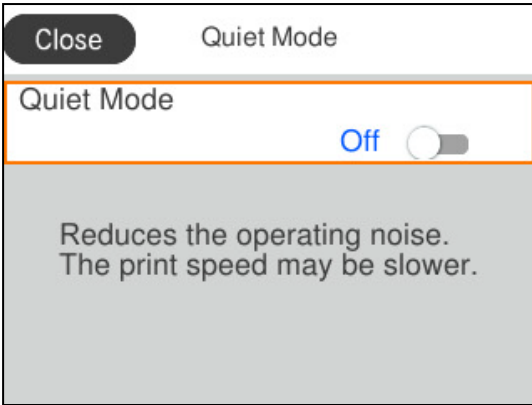 Close Quiet Mode
Quiet Mode
Off
Reduces the operating noise.
The print speed may be slower.